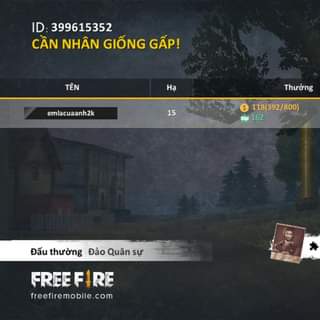 ID: 399615352
CẦN NHÂN GIỐNG GẤP!
TÊN Hạ Thưởng
emlacuaanh2k 15 118(392/800)
162
Đấu thường Đảo Quân sự
FREE FIRE
freefiremobile.com